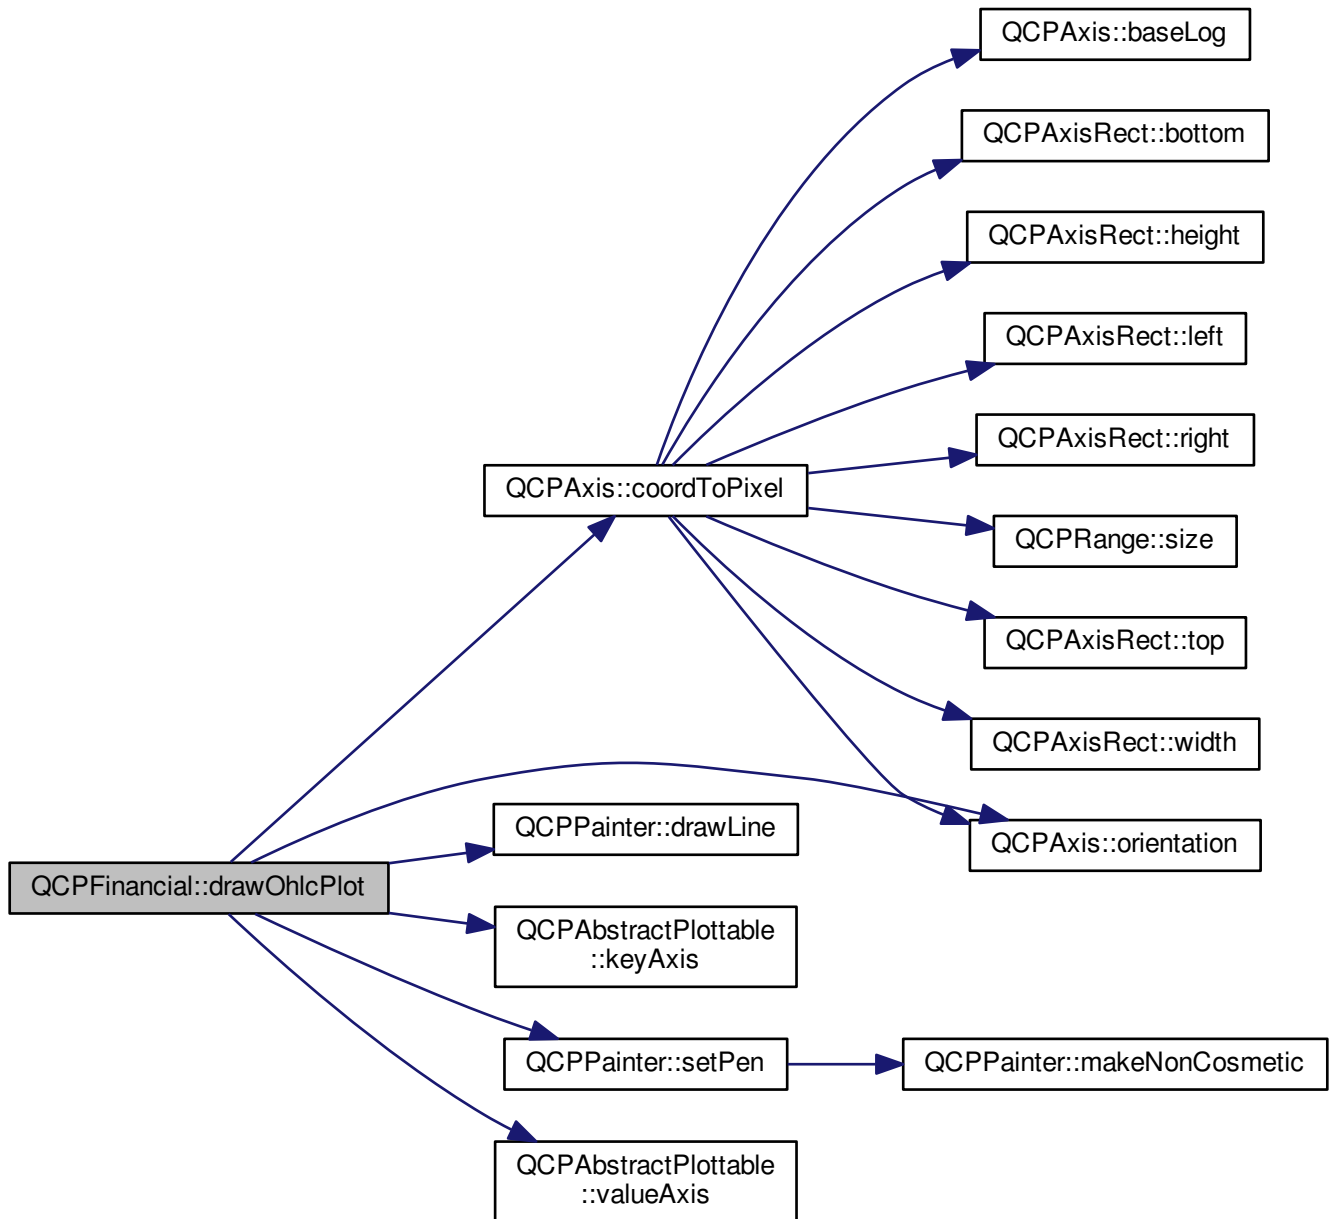 QCPAxis::baseLog
QCPAxisRect::bottom
QCPAxisRect::height
QCPAxisRect::left
QCPAxisRect::right
QCPAxis::coordToPixel
QCPRange::size
QCPAxisRect::top
QCPAxisRect::width
QCPPainter::drawLine
QCPAxis::orientation
QCPFinancial::drawOhlcPlot
QCPAbstractPlottable
::keyAxis
QCPPainter::setPen
QCPPainter::makeNonCosmetic
QCPAbstractPlottable
::valueAxis